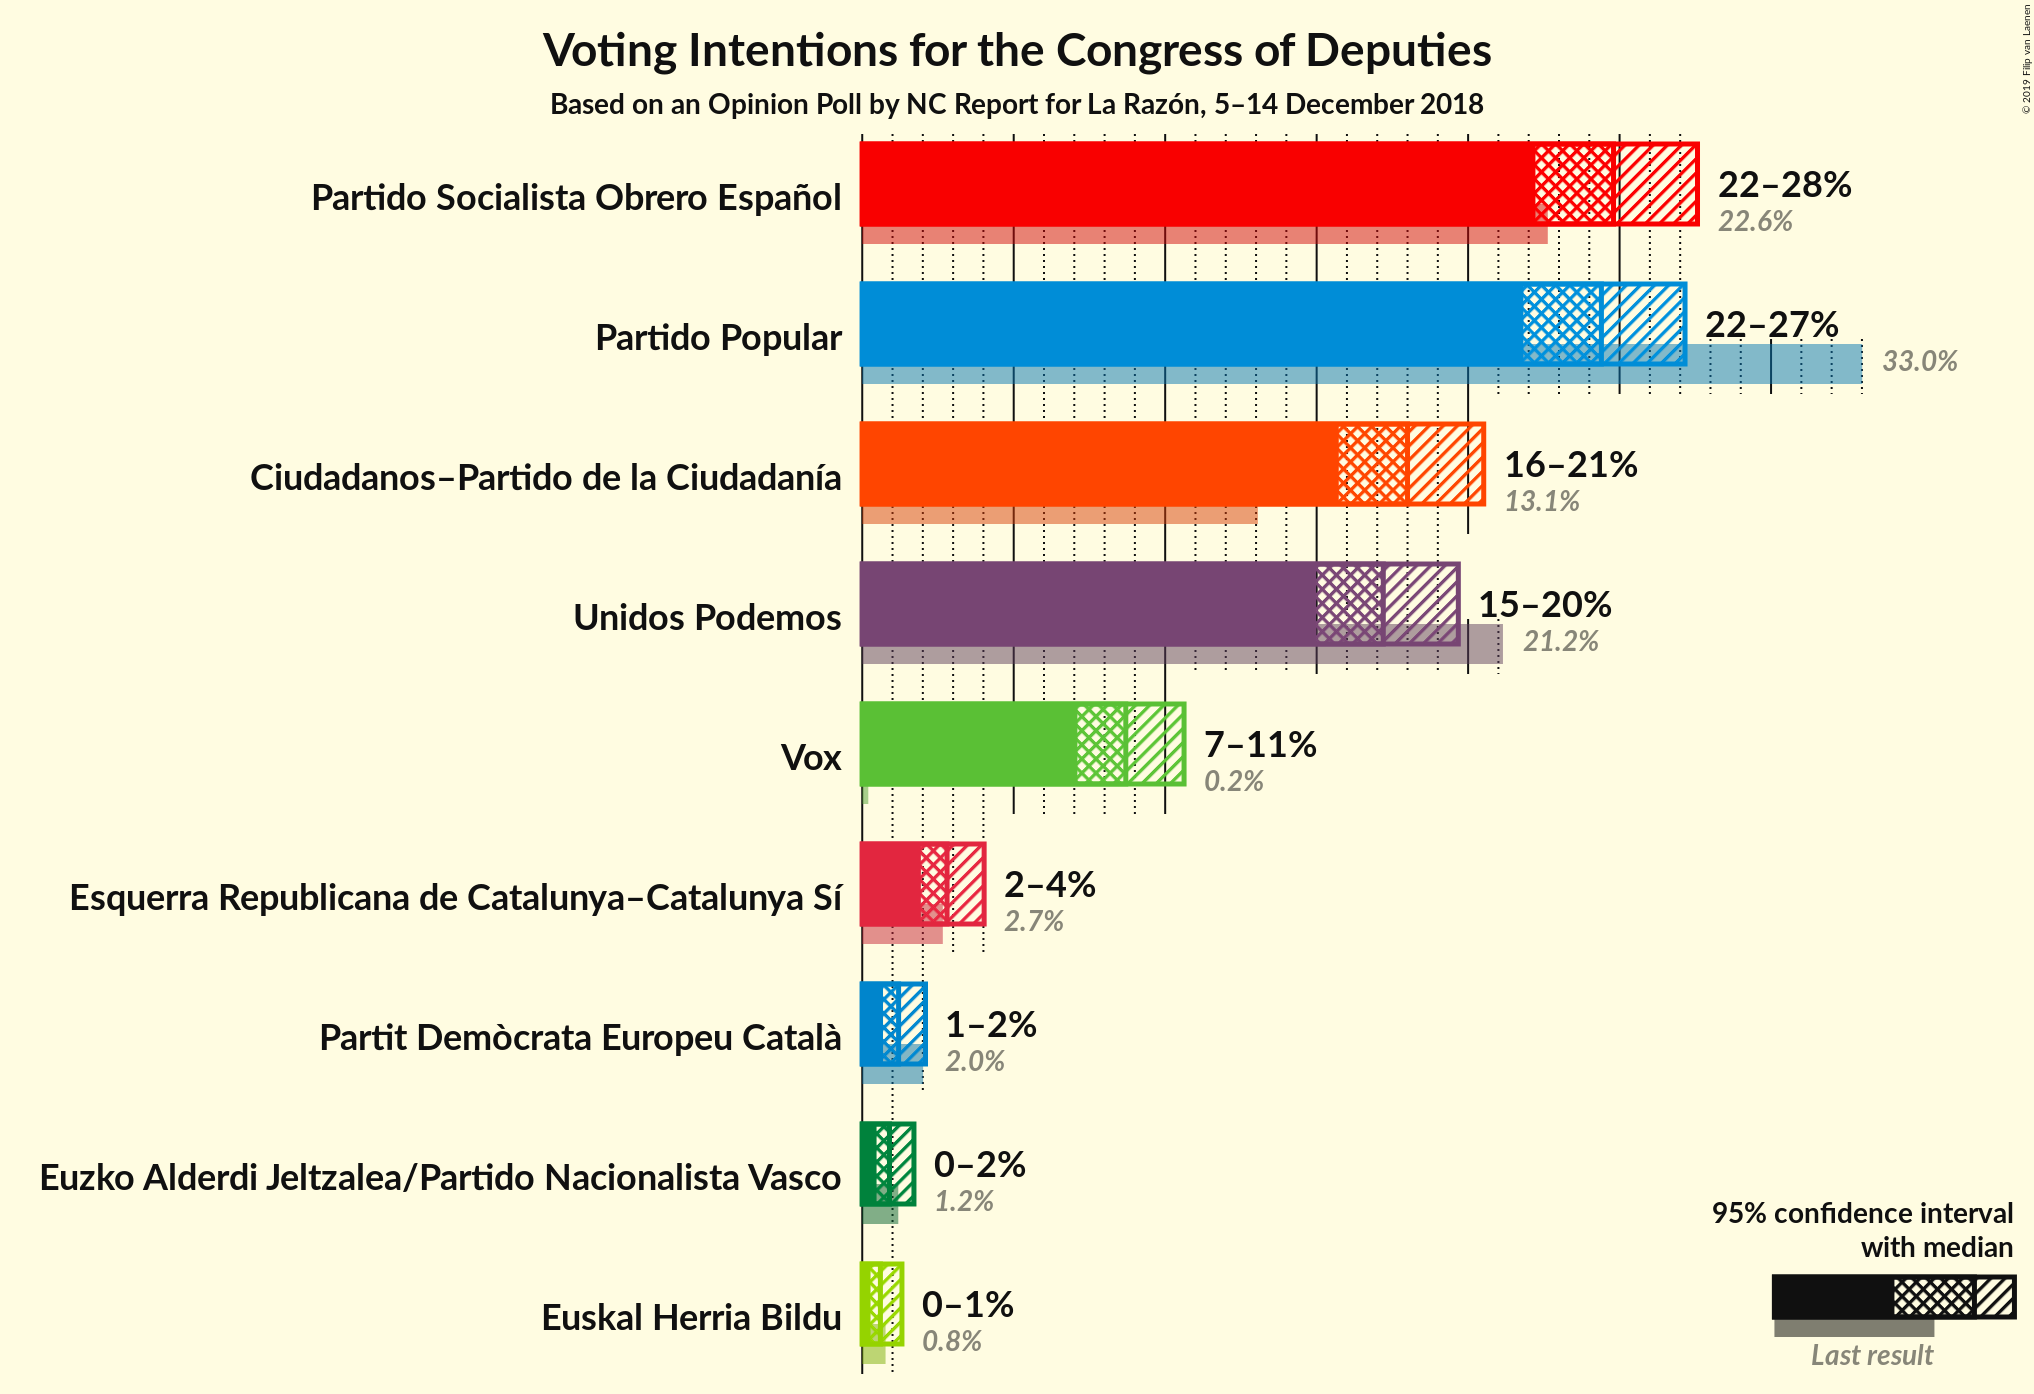 Voting Intentions for the Congress of Deputies
Based on an Opinion Poll by NC Report for La Razón, 5–14 December 2018
© 2019 Filip van Laenen
Partido Socialista Obrero Español
22–28%
22.6%
Partido Popular
22–27%
33.0%
Ciudadanos–Partido de la Ciudadanía
16–21%
13.1%
Unidos Podemos
15–20%
21.2%
Vox
7–11%
0.2%
Esquerra Republicana de Catalunya–Catalunya Sí
2–4%
2.7%
Partit Demòcrata Europeu Català
1–2%
2.0%
Euzko Alderdi Jeltzalea/Partido Nacionalista Vasco
0–2%
1.2%
Euskal Herria Bildu
0–1%
0.8%
95% confidence interval
with median
Last result